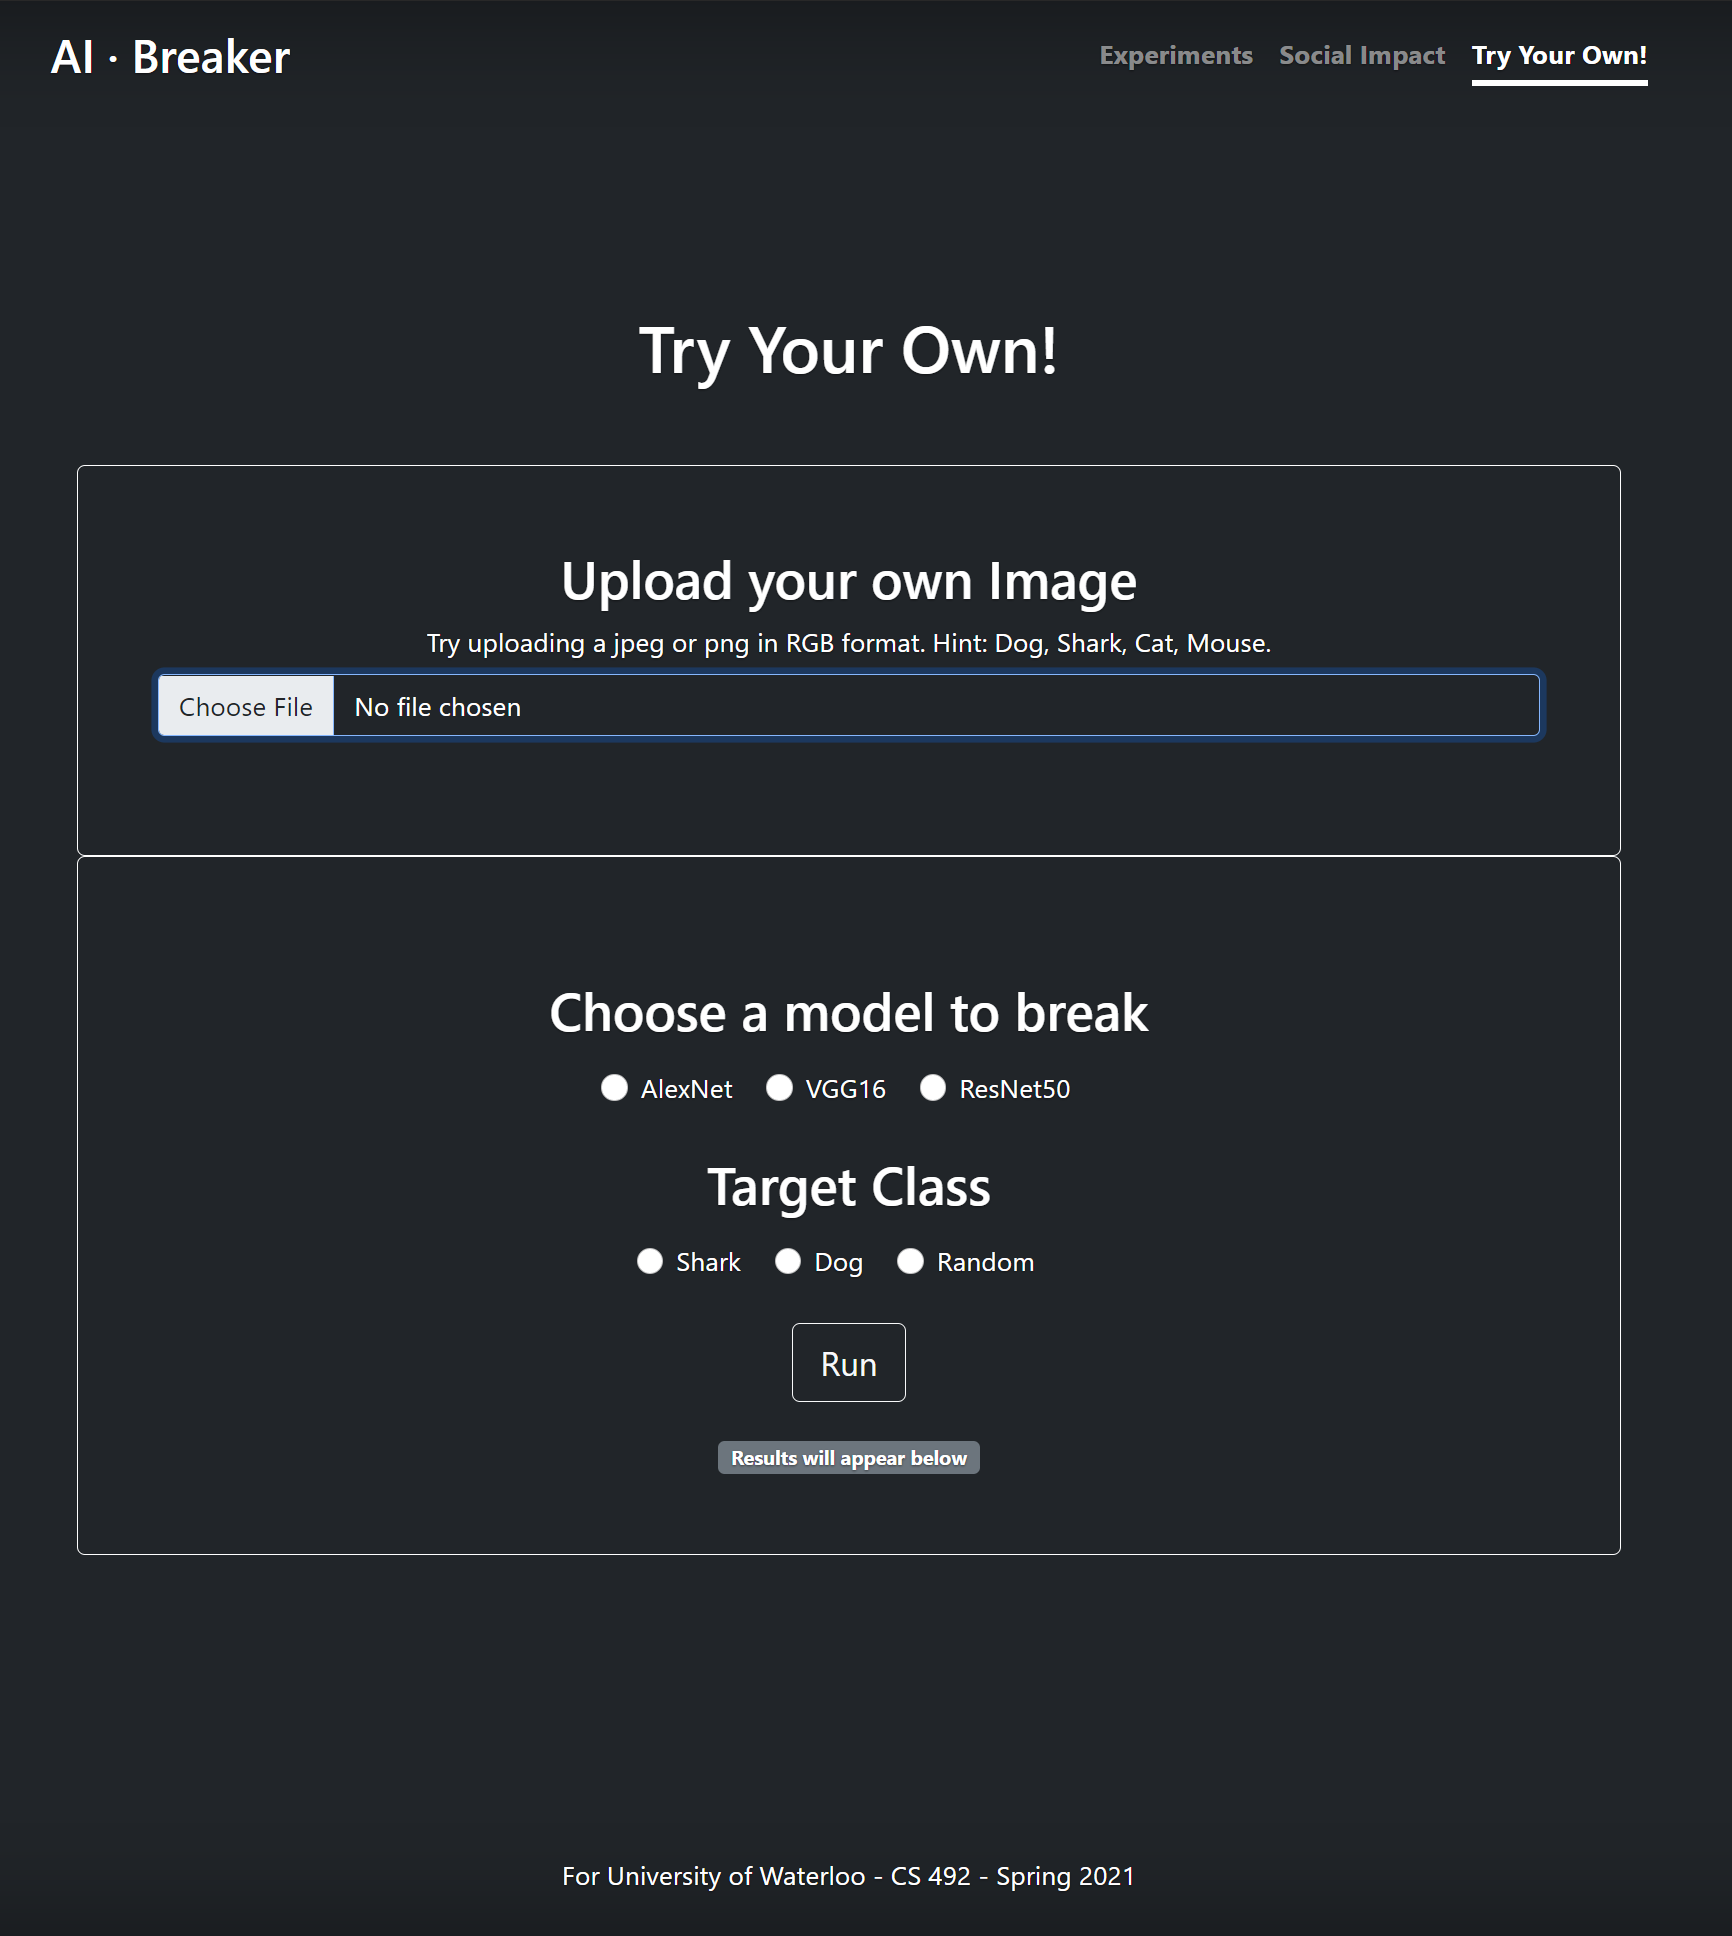 AI · Breaker
Experiments Social Impact Try Your Own!
Try Your Own!
Upload your own Image
Try uploading a jpeg or png in RGB format. Hint: Dog, Shark, Cat, Mouse.
Choose File No file chosen
Choose a model to break
AlexNet VGG16 ResNet50
Target Class
Shark Dog Random
Run
Results will appear below
For University of Waterloo - CS 492 - Spring 2021